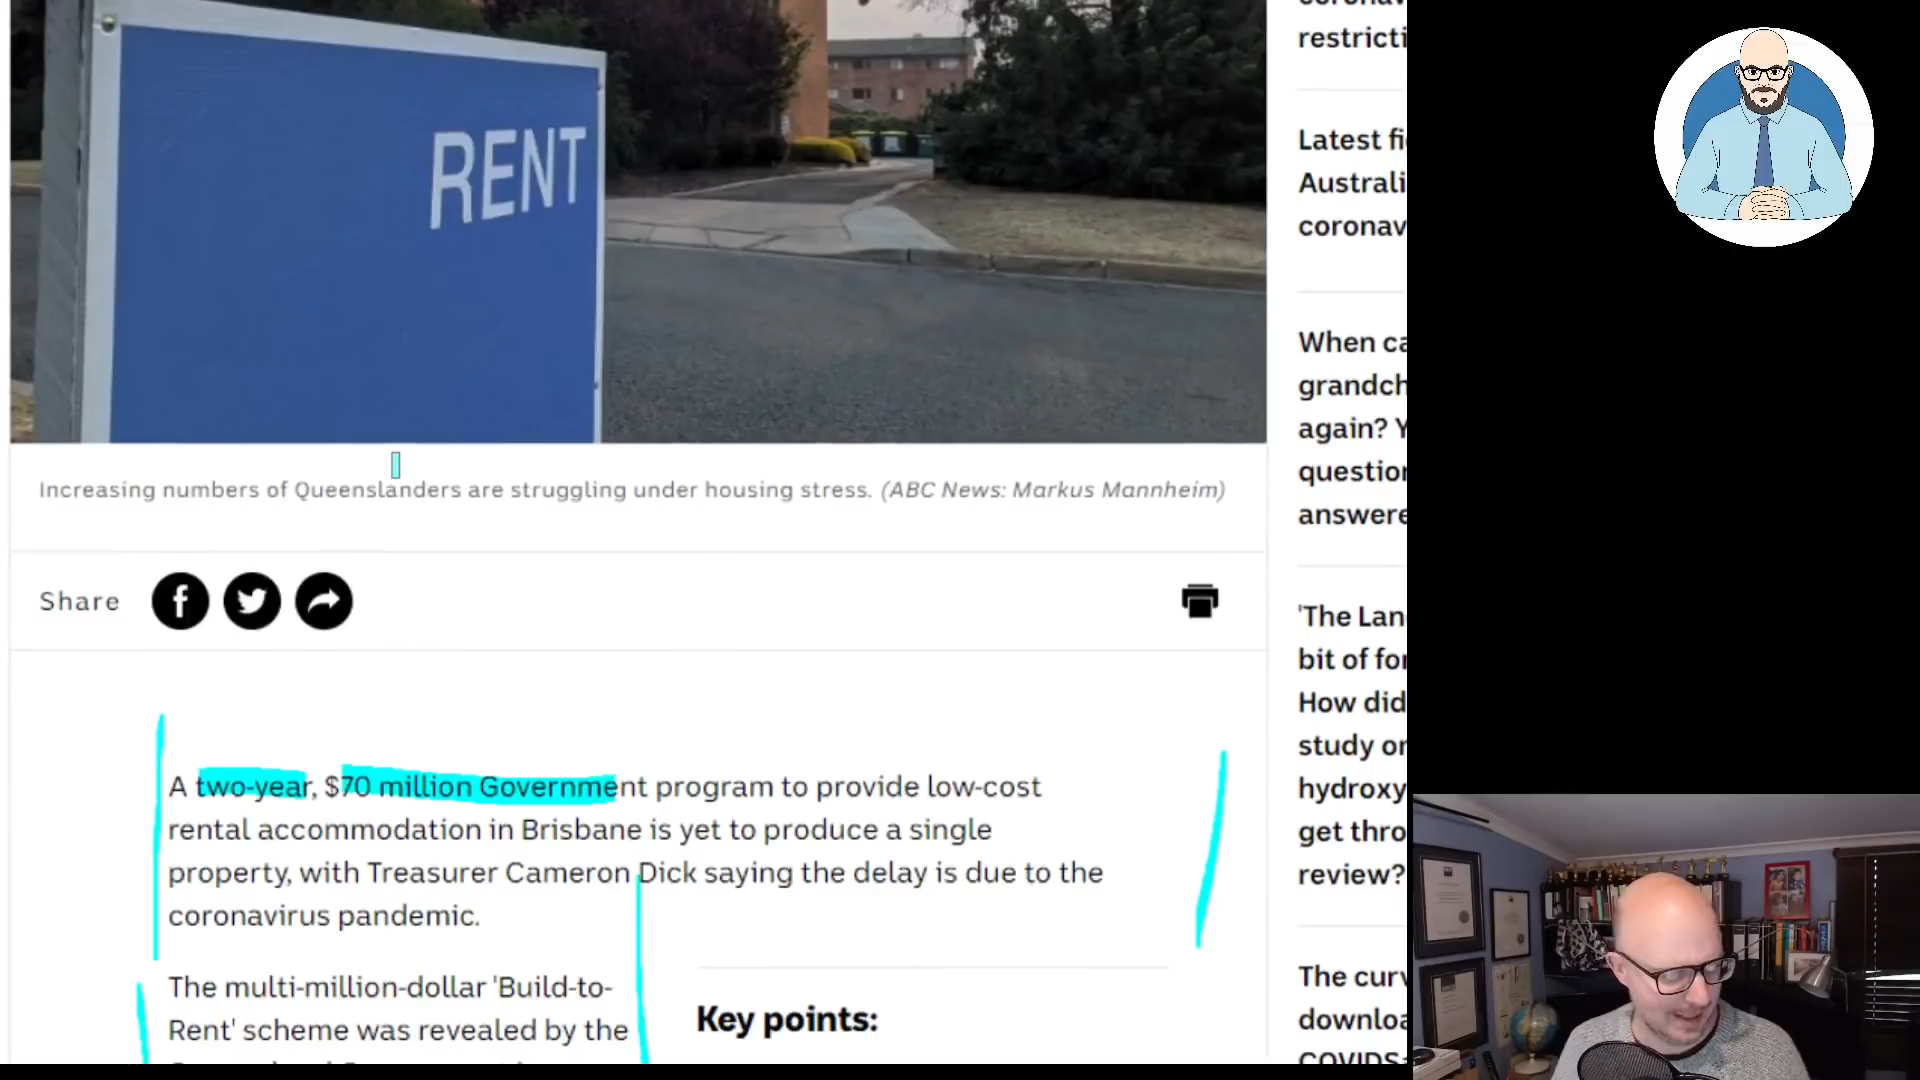 RENT
Increasing numbers of Queenslanders are struggling under housing stress. (ABC News: Markus Mannheim)
Share
A two-year, $70 million Government program to provide low-cost
rental accommodation in Brisbane is yet to produce a single
property, with Treasurer Cameron Dick saying the delay is due to the
coronavirus pandemic.
The multi-million-dollar 'Build-to-
Rent' scheme was revealed by the
Key points:
restricti
Latest fi
Australi
coronav
When ca
grandch
again? Y
question
answere
'The Lan
bit of for
How did
study or
hydroxy
get thro
review?
The curv
downloa
COVIDSa